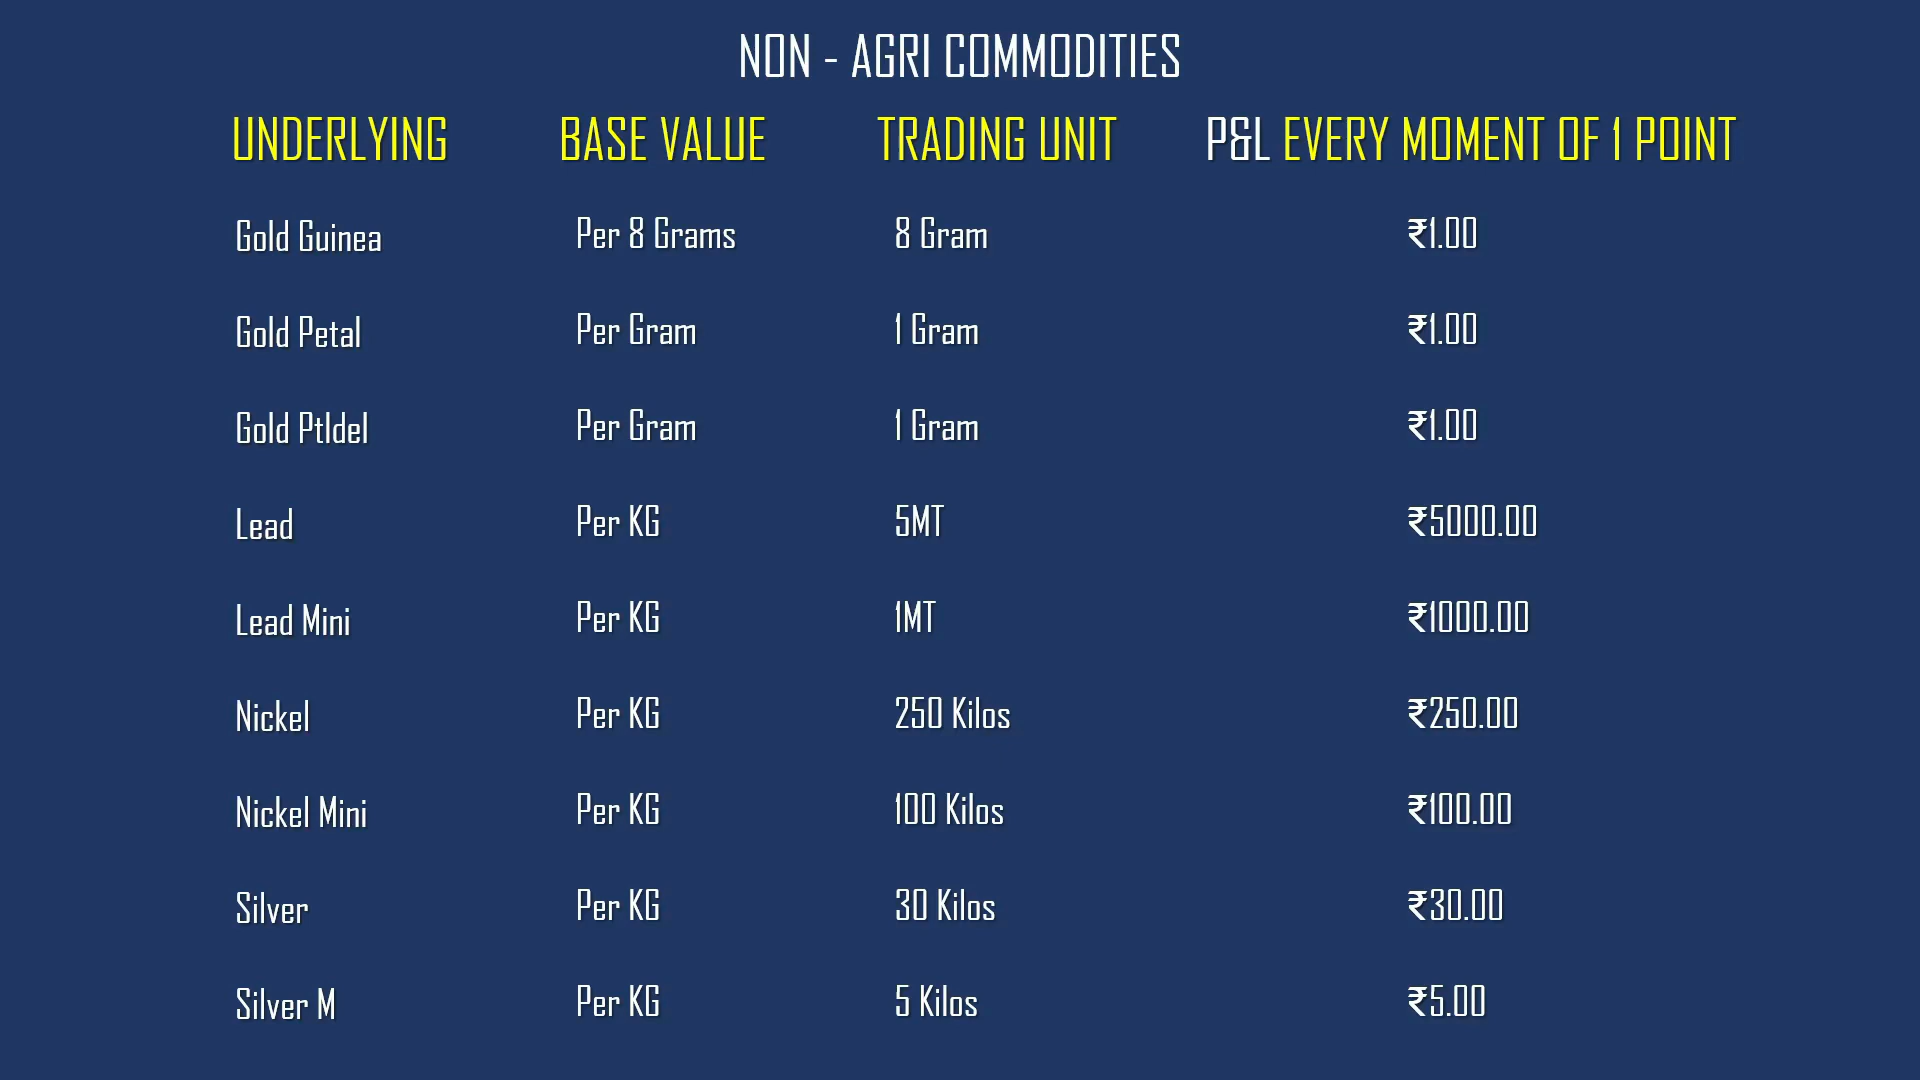 NON - AGRI COMMODITIES
UNDERLYING BASE VALUE TRADING UNIT P&L EVERY MOMENT OF 1 POINT
Gold Guinea Per 8 Grams 8 Gram ₹1.00
Gold Petal Per Gram 1 Gram ₹1.00
Gold Ptldel Per Gram 1 Gram ₹1.00
Lead Per KG 5MT ₹5000.00
Lead Mini Per KG 1MT ₹1000.00
Nickel Per KG 250 Kilos ₹250.00
Nickel Mini Per KG 100 Kilos ₹100.00
Silver Per KG 30 Kilos ₹30.00
Silver M Per KG 5 Kilos ₹5.00